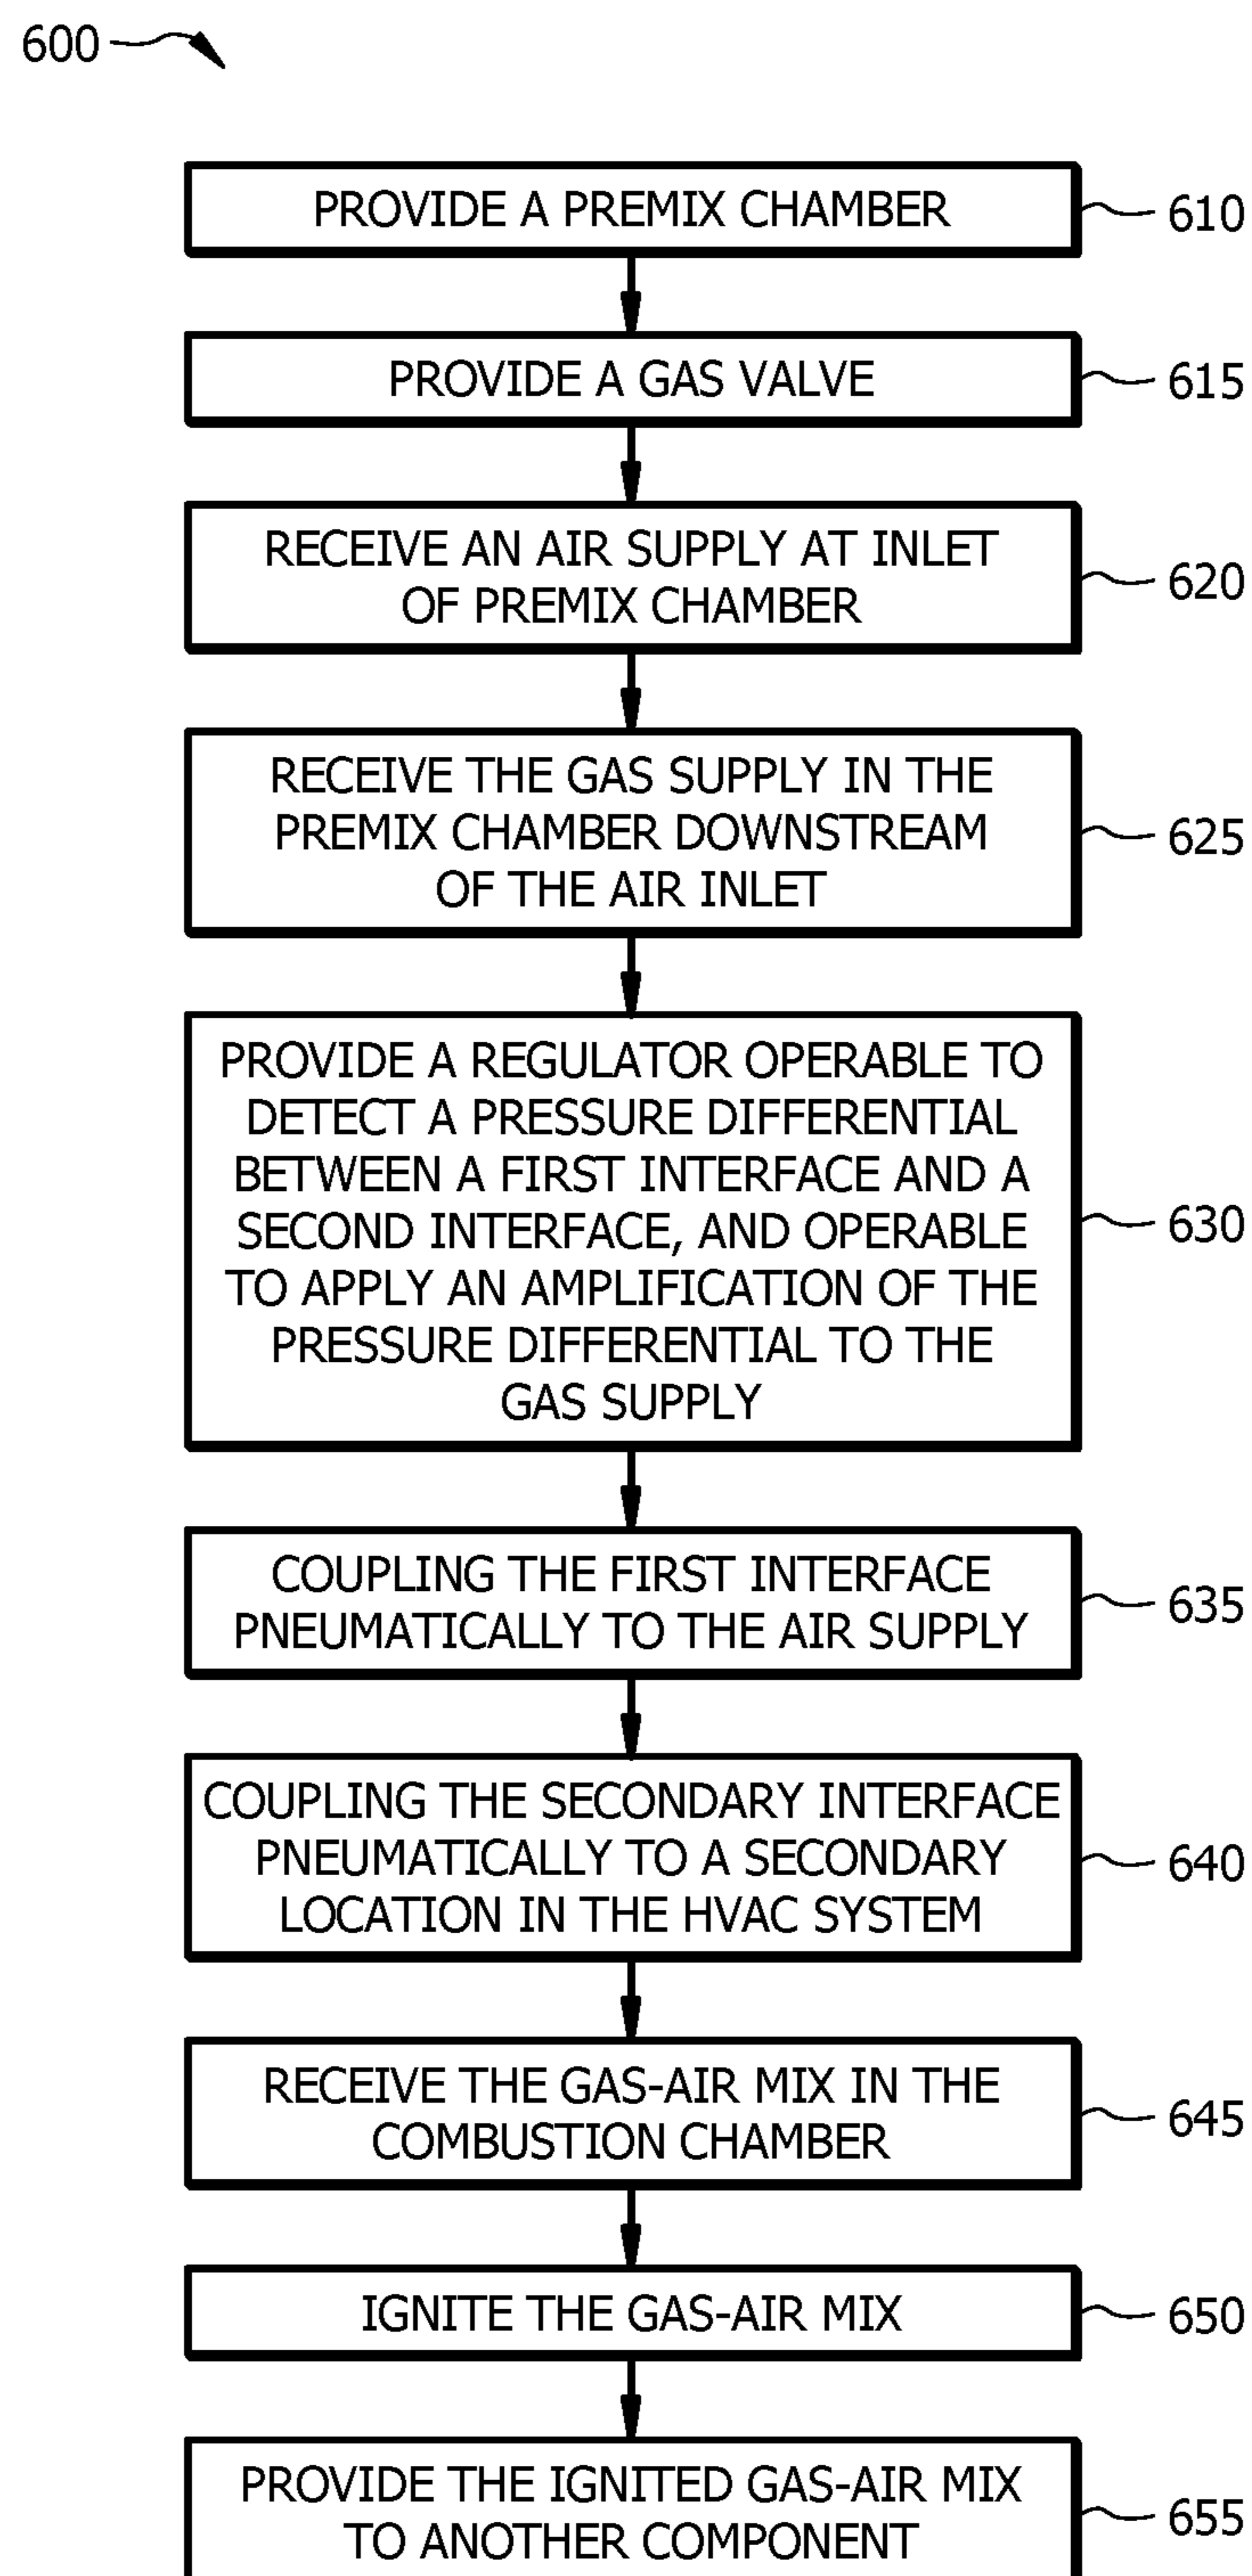 600
PROVIDE A PREMIX CHAMBER
610
PROVIDE A GAS VALVE
615
RECEIVE AN AIR SUPPLY AT INLET
OF PREMIX CHAMBER
620
RECEIVE THE GAS SUPPLY IN THE
PREMIX CHAMBER DOWNSTREAM
OF THE AIR INLET
625
PROVIDE A REGULATOR OPERABLE TO
DETECT A PRESSURE DIFFERENTIAL
BETWEEN A FIRST INTERFACE AND A
SECOND INTERFACE, AND OPERABLE
TO APPLY AN AMPLIFICATION OF THE
PRESSURE DIFFERENTIAL TO THE
GAS SUPPLY
630
COUPLING THE FIRST INTERFACE
PNEUMATICALLY TO THE AIR SUPPLY
635
COUPLING THE SECONDARY INTERFACE
PNEUMATICALLY TO A SECONDARY
LOCATION IN THE HVAC SYSTEM
640
RECEIVE THE GAS-AIR MIX IN THE
COMBUSTION CHAMBER
645
IGNITE THE GAS-AIR MIX
650
PROVIDE THE IGNITED GAS-AIR MIX
TO ANOTHER COMPONENT
655